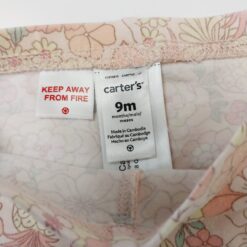 KEEP AWAY
FROM FIRE
carter's
9m
months/mois/
meses
Made in Cambodia
Fabriqué au Cambodge
Hecho en Camboya